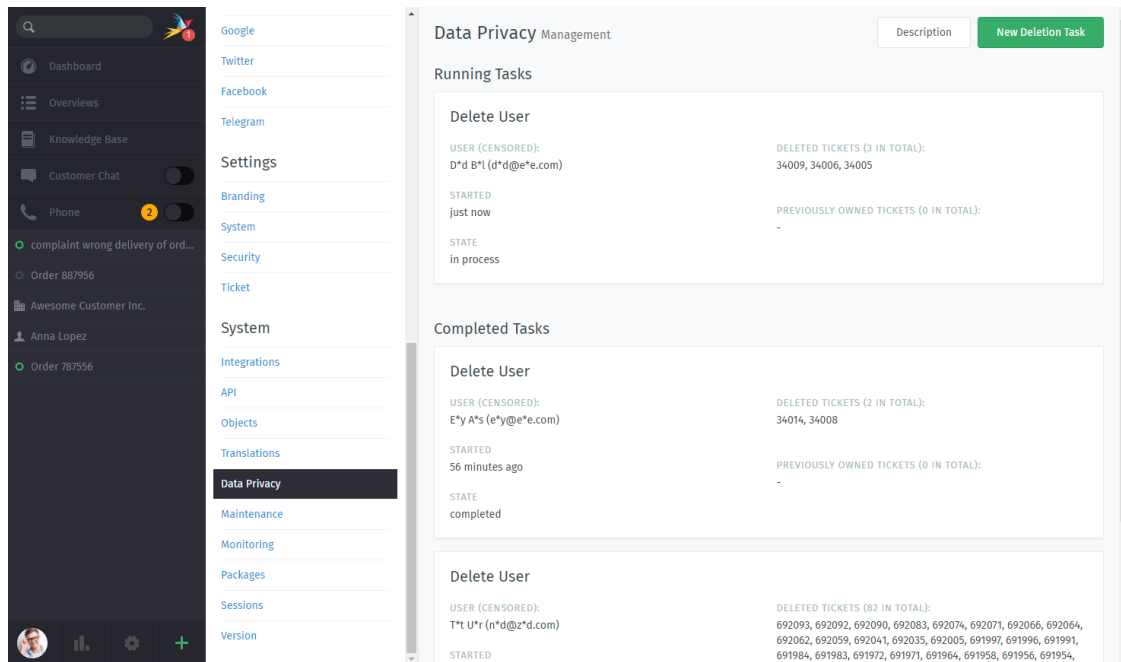 1
Dashboard
Overviews
Knowledge Base
Customer Chat
Phone 2
complaint wrong delivery of ord...
Order 887956
Awesome Customer Inc.
Anna Lopez
Order 787556
Google
Twitter
Facebook
Telegram
Settings
Branding
System
Security
Ticket
System
Integrations
API
Objects
Translations
Data Privacy
Maintenance
Monitoring
Packages
Sessions
Version
Data Privacy Management
Description
New Deletion Task
Running Tasks
Delete User
USER (CENSORED):
D*d B*l (d*d@e*e.com)
STARTED
just now
STATE
in process
DELETED TICKETS (3 IN TOTAL):
34009, 34006, 34005
PREVIOUSLY OWNED TICKETS (0 IN TOTAL):
-
Completed Tasks
Delete User
USER (CENSORED):
E*y A*s (e*y@e*e.com)
STARTED
56 minutes ago
STATE
completed
DELETED TICKETS (2 IN TOTAL):
34014, 34008
PREVIOUSLY OWNED TICKETS (0 IN TOTAL):
-
Delete User
USER (CENSORED):
T*t U*r (n*d@z*d.com)
STARTED
DELETED TICKETS (82 IN TOTAL):
692093, 692092, 692090, 692083, 692074, 692071, 692066, 692064,
692062, 692059, 692041, 692035, 692005, 691997, 691996, 691991,
691984, 691983, 691972, 691971, 691964, 691958, 691956, 691954,